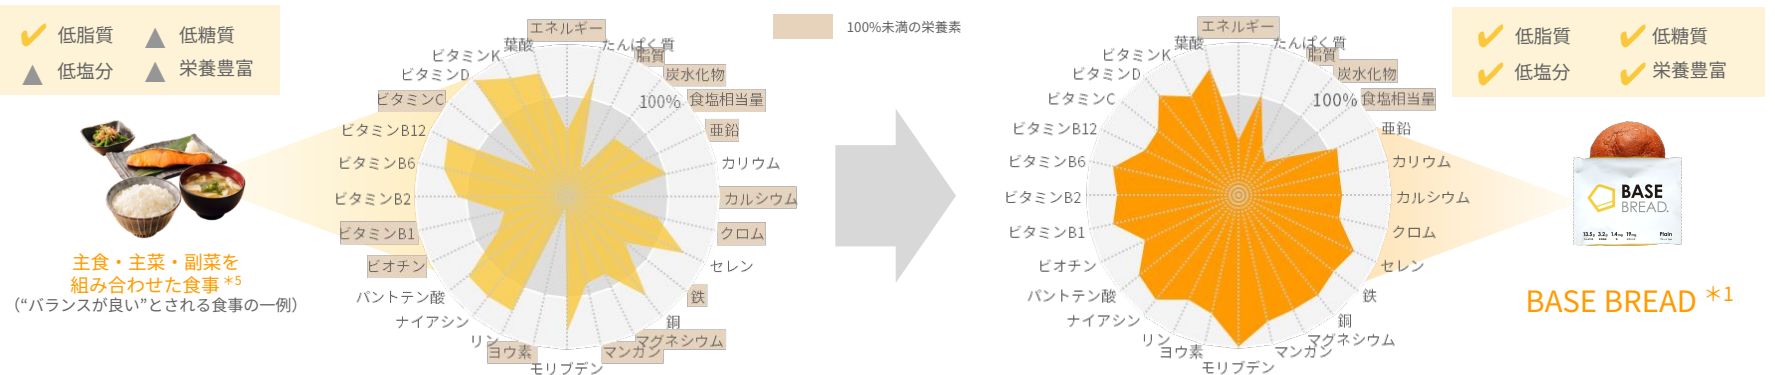 ✔ 低脂質 ▲ 低糖質
▲ 低塩分 ▲ 栄養豊富
主食・主菜・副菜を
組み合わせた食事＊5
（“バランスが良い”とされる食事の一例）
エネルギー
たんぱく質
脂質
炭水化物
100%
食塩相当量
亜鉛
カリウム
カルシウム
クロム
セレン
鉄
銅
マグネシウム
マンガン
モリブデン
ヨウ素
リン
ナイアシン
パントテン酸
ビオチン
ビタミンB1
ビタミンB2
ビタミンB6
ビタミンB12
ビタミンC
ビタミンD
ビタミンK
葉酸
100%未満の栄養素
エネルギー
たんぱく質
脂質
炭水化物
100%
食塩相当量
亜鉛
カリウム
カルシウム
クロム
セレン
鉄
銅
マグネシウム
マンガン
モリブデン
ヨウ素
リン
ナイアシン
パントテン酸
ビオチン
ビタミンB1
ビタミンB2
ビタミンB6
ビタミンB12
ビタミンC
ビタミンD
ビタミンK
葉酸
✔ 低脂質 ✔ 低糖質
✔ 低塩分 ✔ 栄養豊富
BASE
BREAD.
13.5g 3.2g 1.4mg 19mg Plain
BASE BREAD ＊1